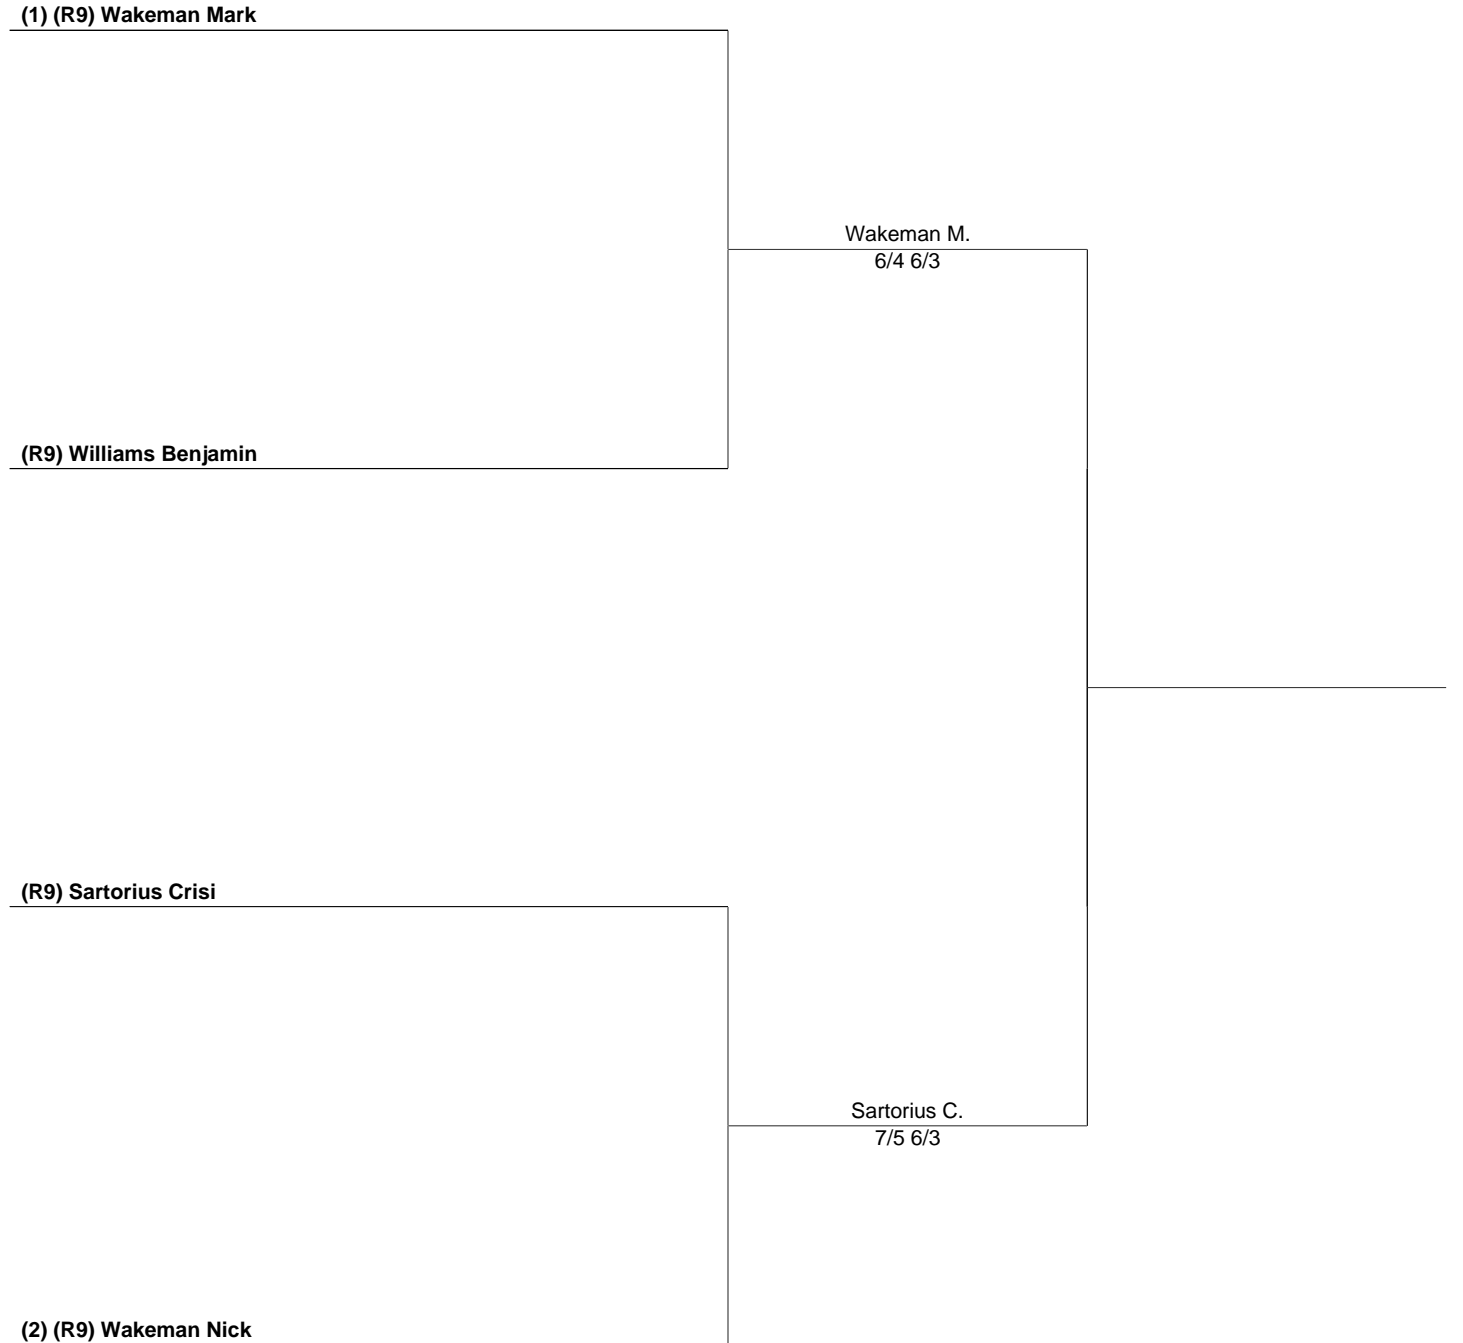 (1) (R9) Wakeman Mark
Wakeman M.
6/4 6/3
(R9) Williams Benjamin
(R9) Sartorius Crisi
Sartorius C.
7/5 6/3
(2) (R9) Wakeman Nick